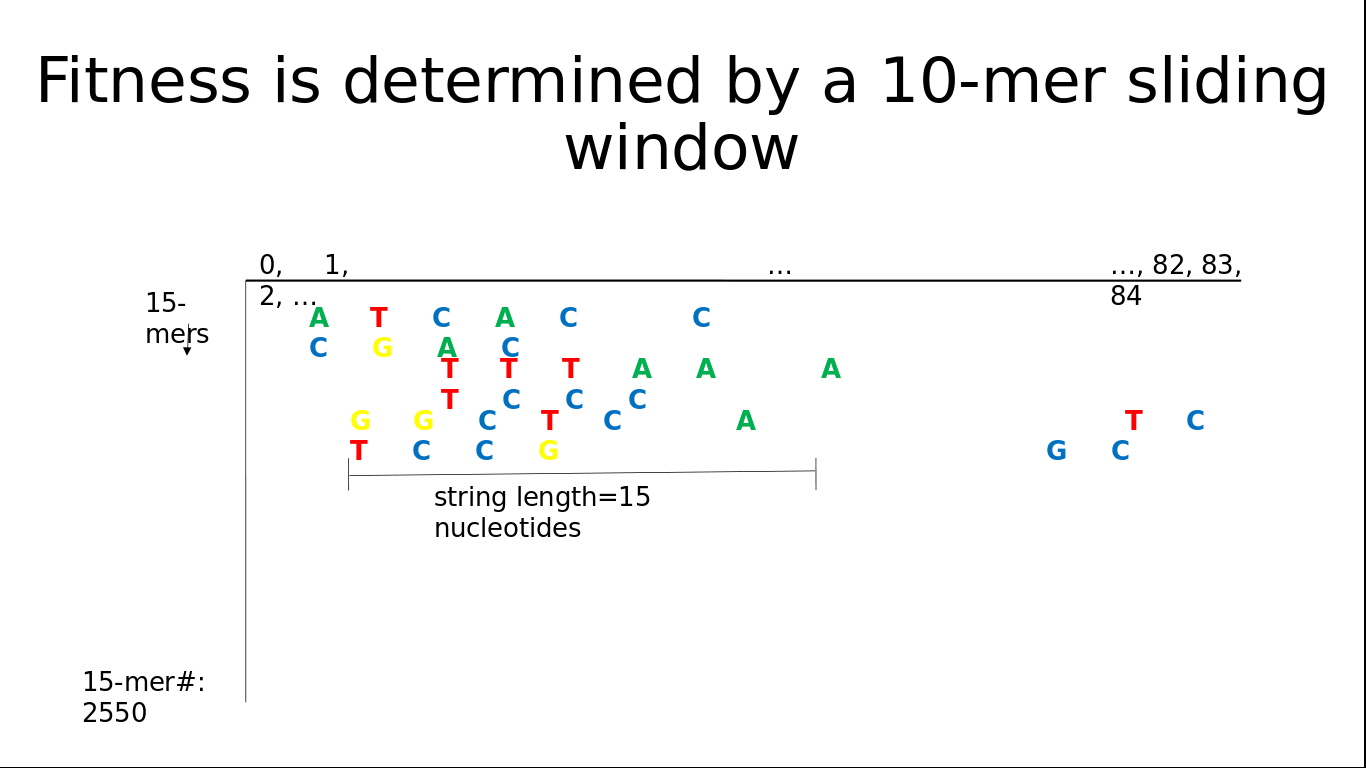 Fitness is determined by a 10-mer sliding
window
0, 1, … …, 82, 83,
2, … 84
15-
mers
A T C A C C
C G A C
T T T A A A
T C C C
G G C T C A T C
T C C G G C
string length=15
nucleotides
15-mer#:
2550